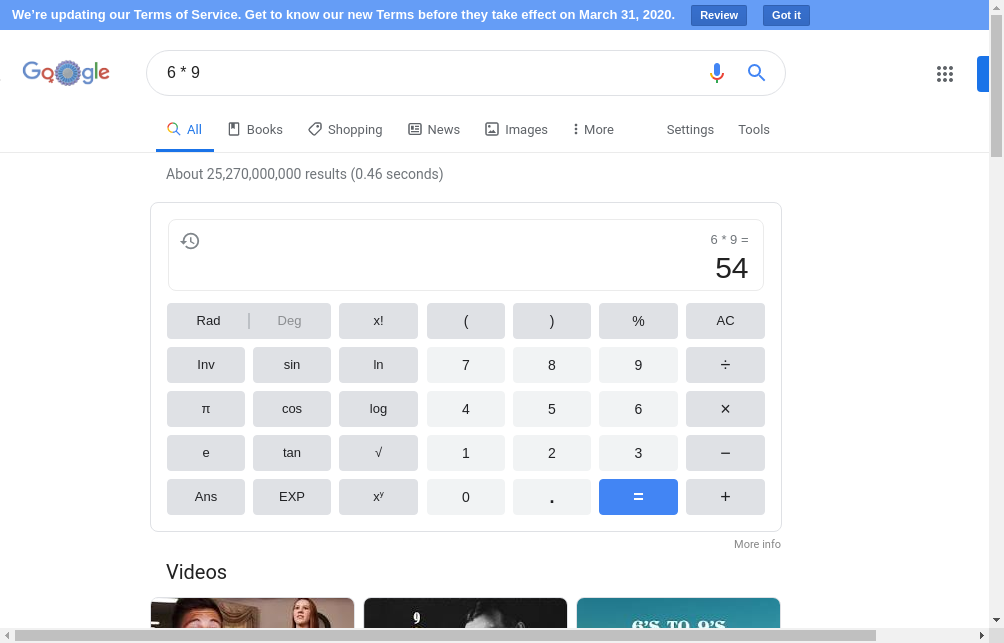 We're updating our Terms of Service. Get to know our new Terms before they take effect on March 31, 2020. Review Got it
Google
6 * 9
All Books Shopping News Images More Settings Tools
About 25,270,000,000 results (0.46 seconds)
6 * 9 =
54
Rad Deg x! ( ) % AC
Inv sin ln 7 8 9 ÷
π cos log 4 5 6 ×
e tan √ 1 2 3 −
Ans EXP xʸ 0 . = +
More info
Videos
9
6'S TO 9'S